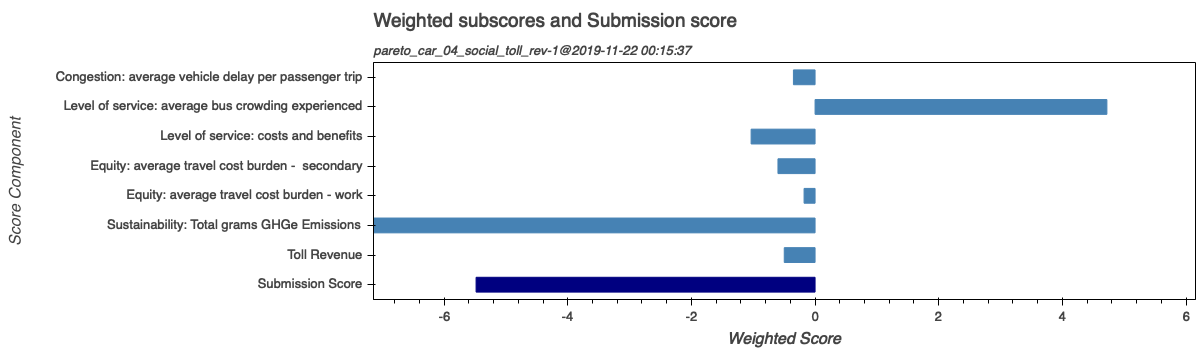 Weighted subscores and Submission score
pareto_car_04_social_toll_rev-1@2019-11-22 00:15:37
Score Component
Congestion: average vehicle delay per passenger trip
Level of service: average bus crowding experienced
Level of service: costs and benefits
Equity: average travel cost burden -  secondary
Equity: average travel cost burden - work
Sustainability: Total grams GHGe Emissions
Toll Revenue
Submission Score
-6 -4 -2 0 2 4 6
Weighted Score